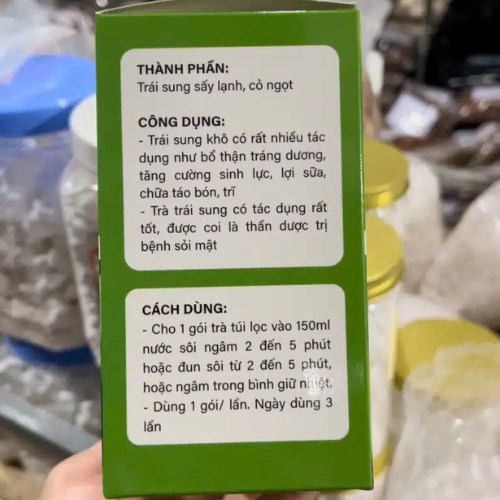 THÀNH PHẦN:
Trái sung sấy lạnh, cỏ ngọt
CÔNG DỤNG:
- Trái sung khô có rất nhiều tác
dụng như bổ thận tráng dương,
tăng cường sinh lực, lợi sữa,
chữa táo bón, trĩ
- Trà trái sung có tác dụng rất
tốt, được coi là thần dược trị
bệnh sỏi mật
CÁCH DÙNG:
- Cho 1 gói trà túi lọc vào 150ml
nước sôi ngâm 2 đến 5 phút
hoặc đun sôi từ 2 đến 5 phút,
hoặc ngâm trong bình giữ nhiệt.
- Dùng 1 gói/ lần. Ngày dùng 3
lần